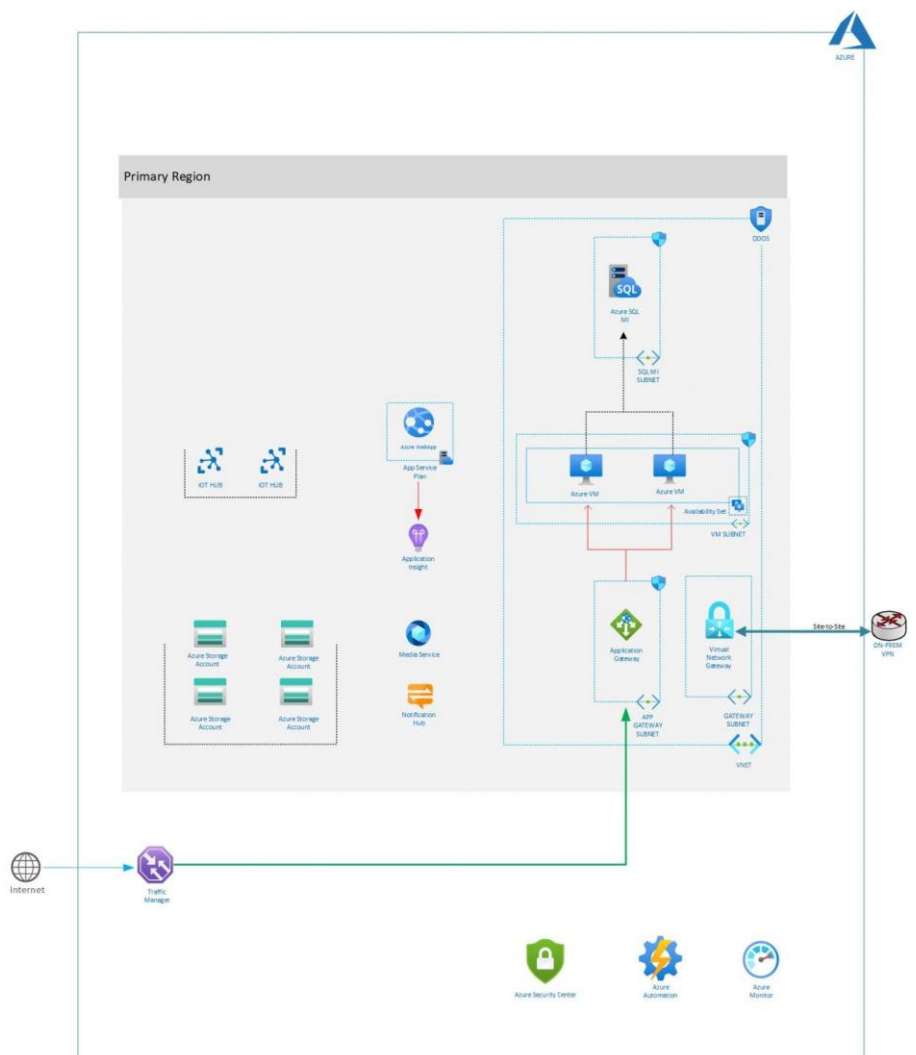 AZURE
Primary Region
DDOS
SQL
Azure SQL
MI
SQL MI
SUBNET
Azure WebApp
App Service
Plan
IOT HUB
IOT HUB
Azure VM
Azure VM
Availability Set
VM SUBNET
Application
Insight
Azure Storage
Account
Azure Storage
Account
Media Service
Application
Gateway
Virtual
Network
Gateway
Site-to-Site
ON-PREM
VPN
Azure Storage
Account
Azure Storage
Account
Notification
Hub
APP
GATEWAY
SUBNET
GATEWAY
SUBNET
VNET
Internet
Traffic
Manager
Azure Security Center
Azure
Automation
Azure
Monitor